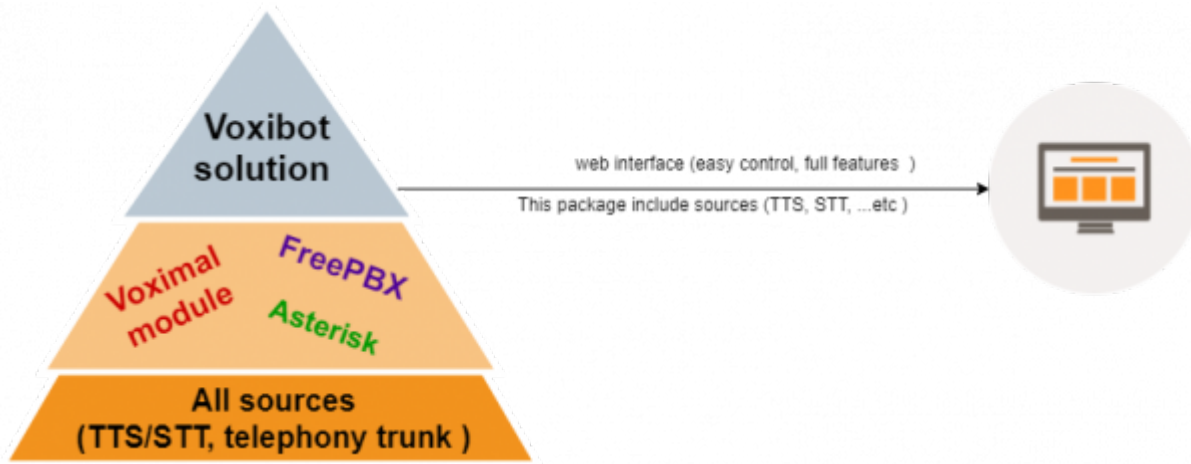 Voxibot
solution
web interface (easy control, full features  )
This package include sources (TTS, STT, ...etc )
Voximal
module
FreePBX
Asterisk
All sources
(TTS/STT, telephony trunk )